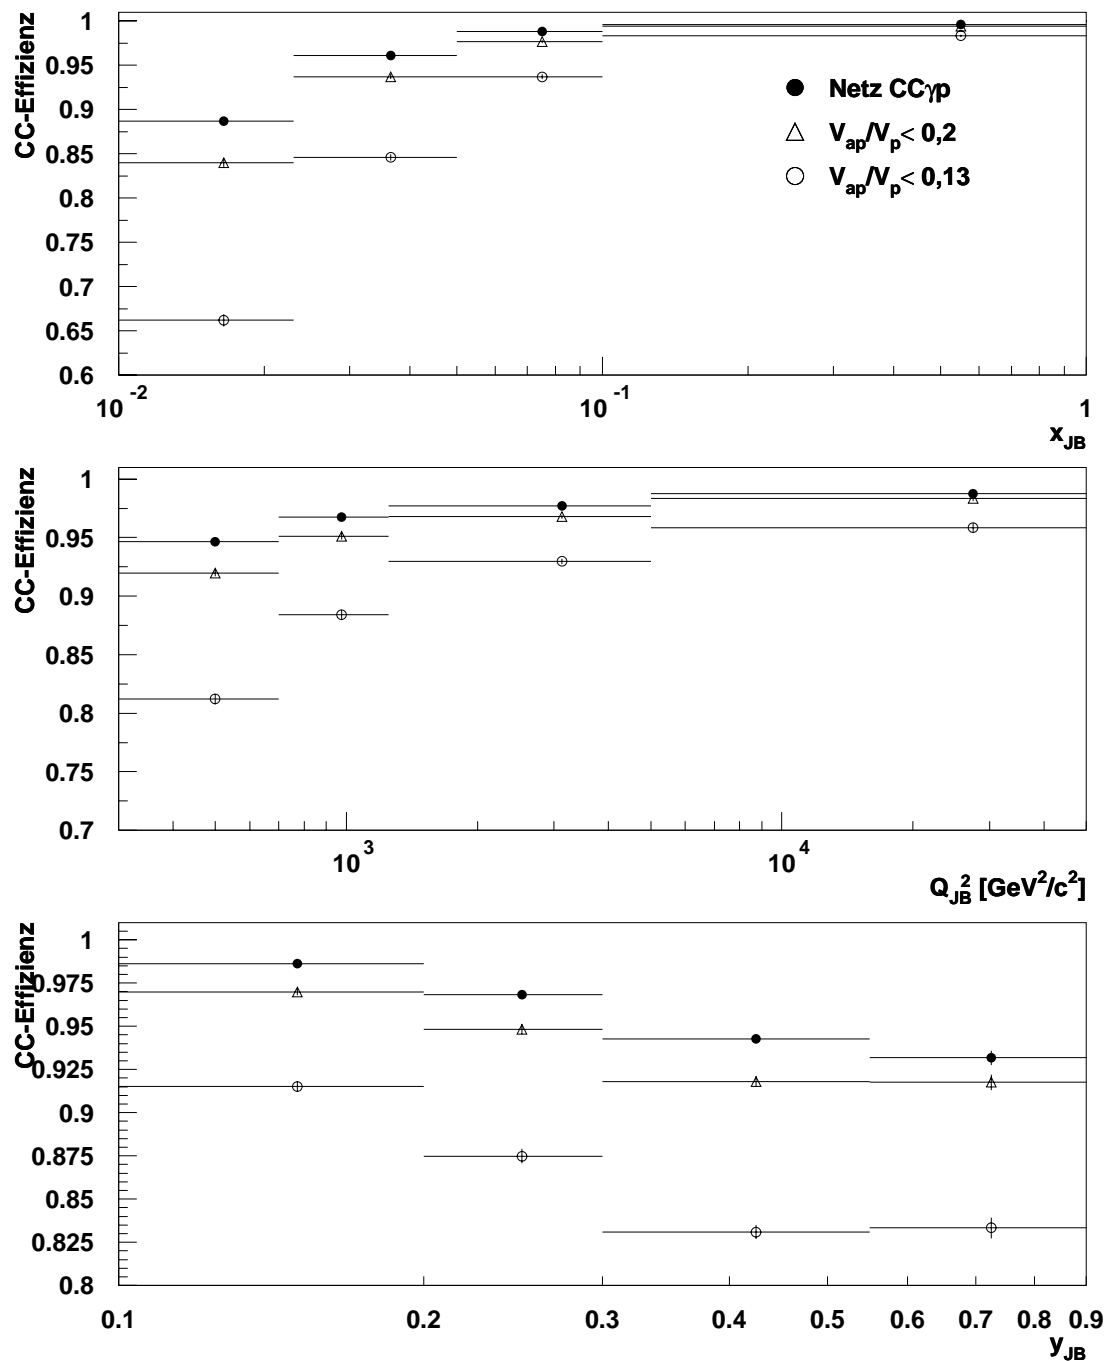 CC-Effizienz
1
0.95
0.9
0.85
0.8
0.75
0.7
0.65
0.6
Netz CCγp
V_ap/V_p< 0,2
V_ap/V_p< 0,13
10^-2 10^-1 1
x_JB
CC-Effizienz
1
0.95
0.9
0.85
0.8
0.75
0.7
10^3 10^4
Q_JB^2 [GeV^2/c^2]
CC-Effizienz
1
0.975
0.95
0.925
0.9
0.875
0.85
0.825
0.8
0.1 0.2 0.3 0.4 0.5 0.6 0.7 0.8 0.9
y_JB